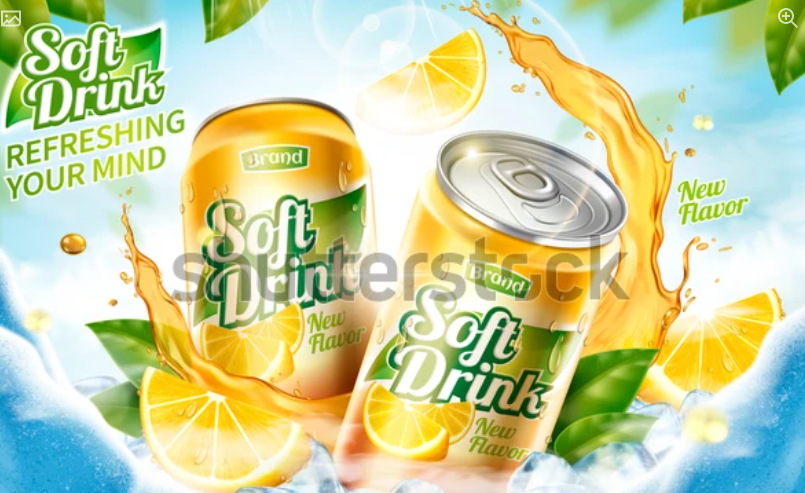 Soft
Drink
REFRESHING
YOUR MIND
Brand
Soft
Drink
New
Flavor
Brand
Soft
Drink
New
Flavor
New
Flavor
shutterstock